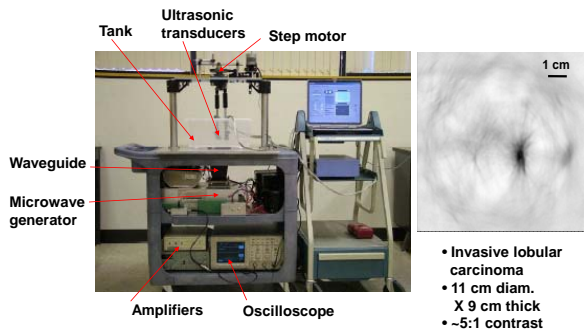 Ultrasonic
transducers
Tank
Step motor
1 cm
Waveguide
Microwave
generator
Amplifiers
Oscilloscope
• Invasive lobular
carcinoma
• 11 cm diam.
X 9 cm thick
• ~5:1 contrast